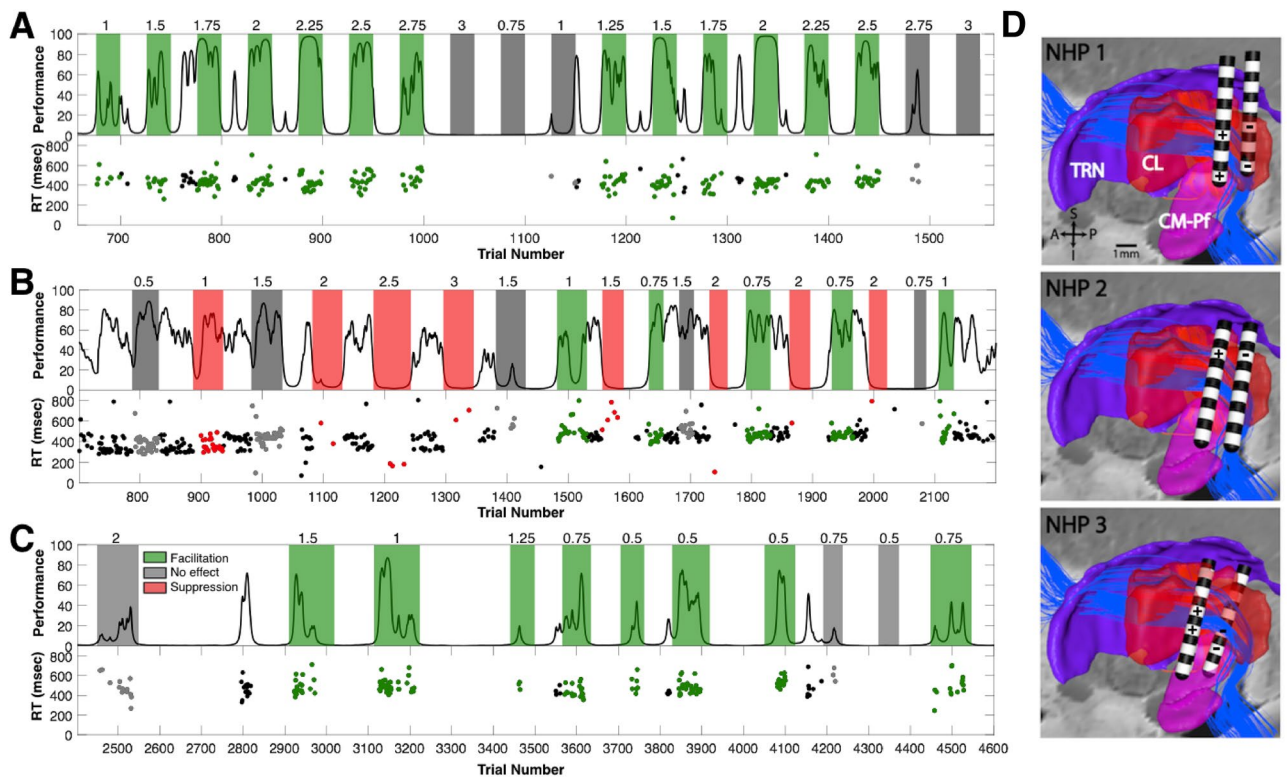 A
1 1.5 1.75 2 2.25 2.5 2.75 3 0.75 1 1.25 1.5 1.75 2 2.25 2.5 2.75 3
Performance
100
80
60
40
20
0
RT (msec)
800
600
400
200
0
700 800 900 1000 1100 1200 1300 1400 1500
Trial Number
B
0.5 1 1.5 2 2.5 3 1.5 1 1.5 0.75 1.5 2 0.75 2 0.75 2 0.75 1
Performance
100
80
60
40
20
0
RT (msec)
800
600
400
200
0
800 900 1000 1100 1200 1300 1400 1500 1600 1700 1800 1900 2000 2100
Trial Number
C
2 1.5 1 1.25 0.75 0.5 0.5 0.5 0.75 0.5 0.75
Facilitation
No effect
Suppression
Performance
100
80
60
40
20
0
RT (msec)
800
600
400
200
0
2500 2600 2700 2800 2900 3000 3100 3200 3300 3400 3500 3600 3700 3800 3900 4000 4100 4200 4300 4400 4500 4600
Trial Number
D
NHP 1
+ -
+ -
TRN CL
CM-Pf
S
A P
I
1mm
NHP 2
+ -
NHP 3
+
+ -